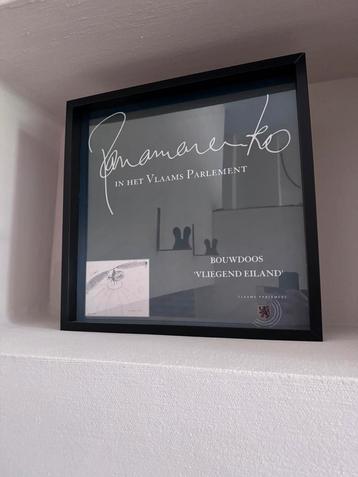 Panamarenko
IN HET VLAAMS PARLEMENT
BOUWDOOS
'VLIEGEND EILAND'
VLAAMS PARLEMENT